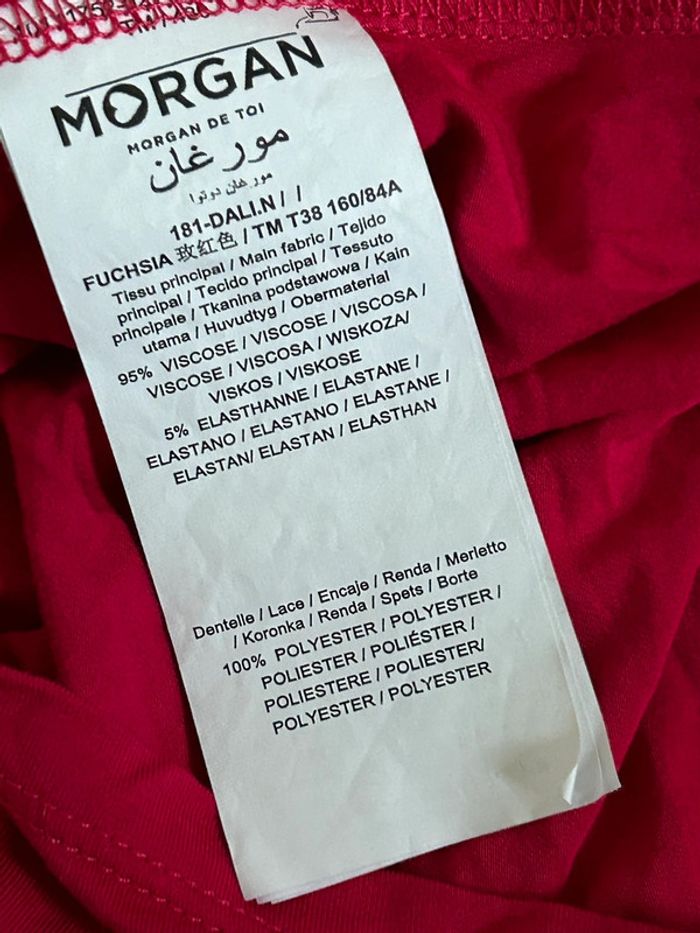 MORGAN
MORGAN DE TOI
مورغان
مورغان دوتوا
181-DALI.N / /
FUCHSIA 玫红色 / TM T38 160/84A
Tissu principal / Main fabric / Tejido
principal / Tecido principal / Tessuto
principale / Tkanina podstawowa / Kain
utama / Huvudtyg / Obermaterial
95% VISCOSE / VISCOSE / VISCOSA /
VISCOSE / VISCOSA / WISKOZA/
VISKOS / VISKOSE
5% ELASTHANNE / ELASTANE /
ELASTANO / ELASTANO / ELASTANE /
ELASTAN/ ELASTAN / ELASTHAN
Dentelle / Lace / Encaje / Renda / Merletto
/ Koronka / Renda / Spets / Borte
100% POLYESTER / POLYESTER /
POLIESTER / POLIÉSTER /
POLIESTERE / POLIESTER/
POLYESTER / POLYESTER